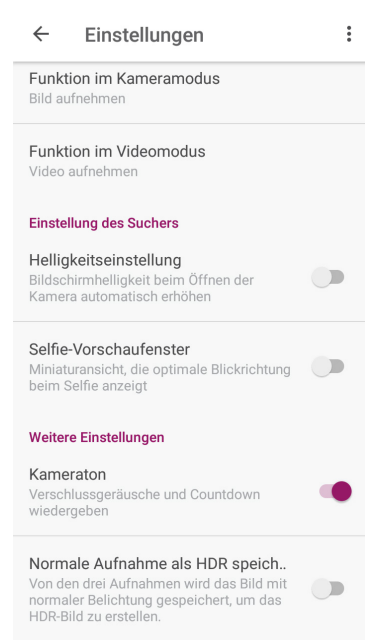 Einstellungen
Funktion im Kameramodus
Bild aufnehmen
Funktion im Videomodus
Video aufnehmen
Einstellung des Suchers
Helligkeitseinstellung
Bildschirmhelligkeit beim Öffnen der
Kamera automatisch erhöhen
Selfie-Vorschaufenster
Miniaturansicht, die optimale Blickrichtung
beim Selfie anzeigt
Weitere Einstellungen
Kameraton
Verschlussgeräusche und Countdown
wiedergeben
Normale Aufnahme als HDR speich..
Von den drei Aufnahmen wird das Bild mit
normaler Belichtung gespeichert, um das
HDR-Bild zu erstellen.